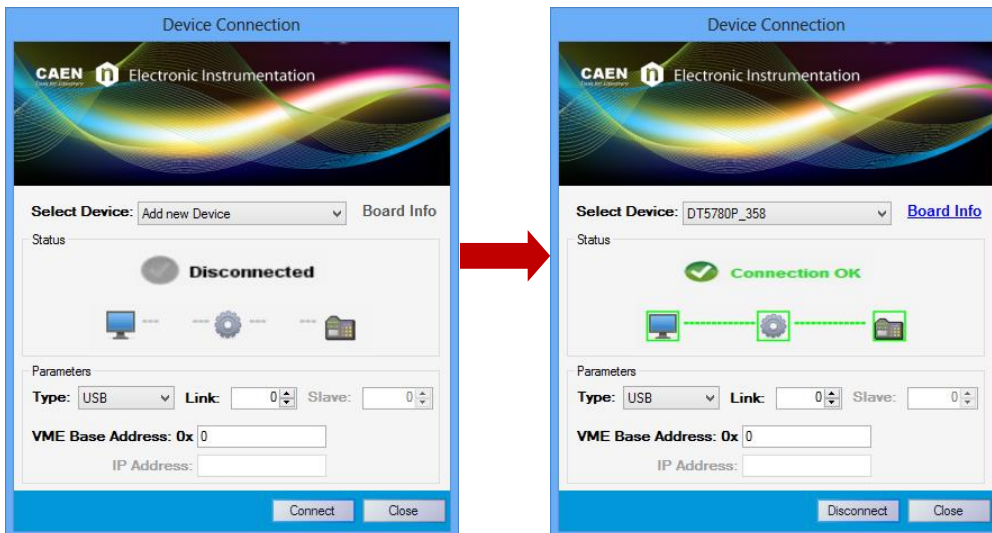 Device Connection
CAEN n Electronic Instrumentation
Select Device: Add new Device Board Info
Status
Disconnected
Parameters
Type: USB Link: 0 Slave: 0
VME Base Address: 0x 0
IP Address:
Connect Close
Device Connection
CAEN n Electronic Instrumentation
Select Device: DT5780P_358 Board Info
Status
Connection OK
Parameters
Type: USB Link: 0 Slave: 0
VME Base Address: 0x 0
IP Address:
Disconnect Close